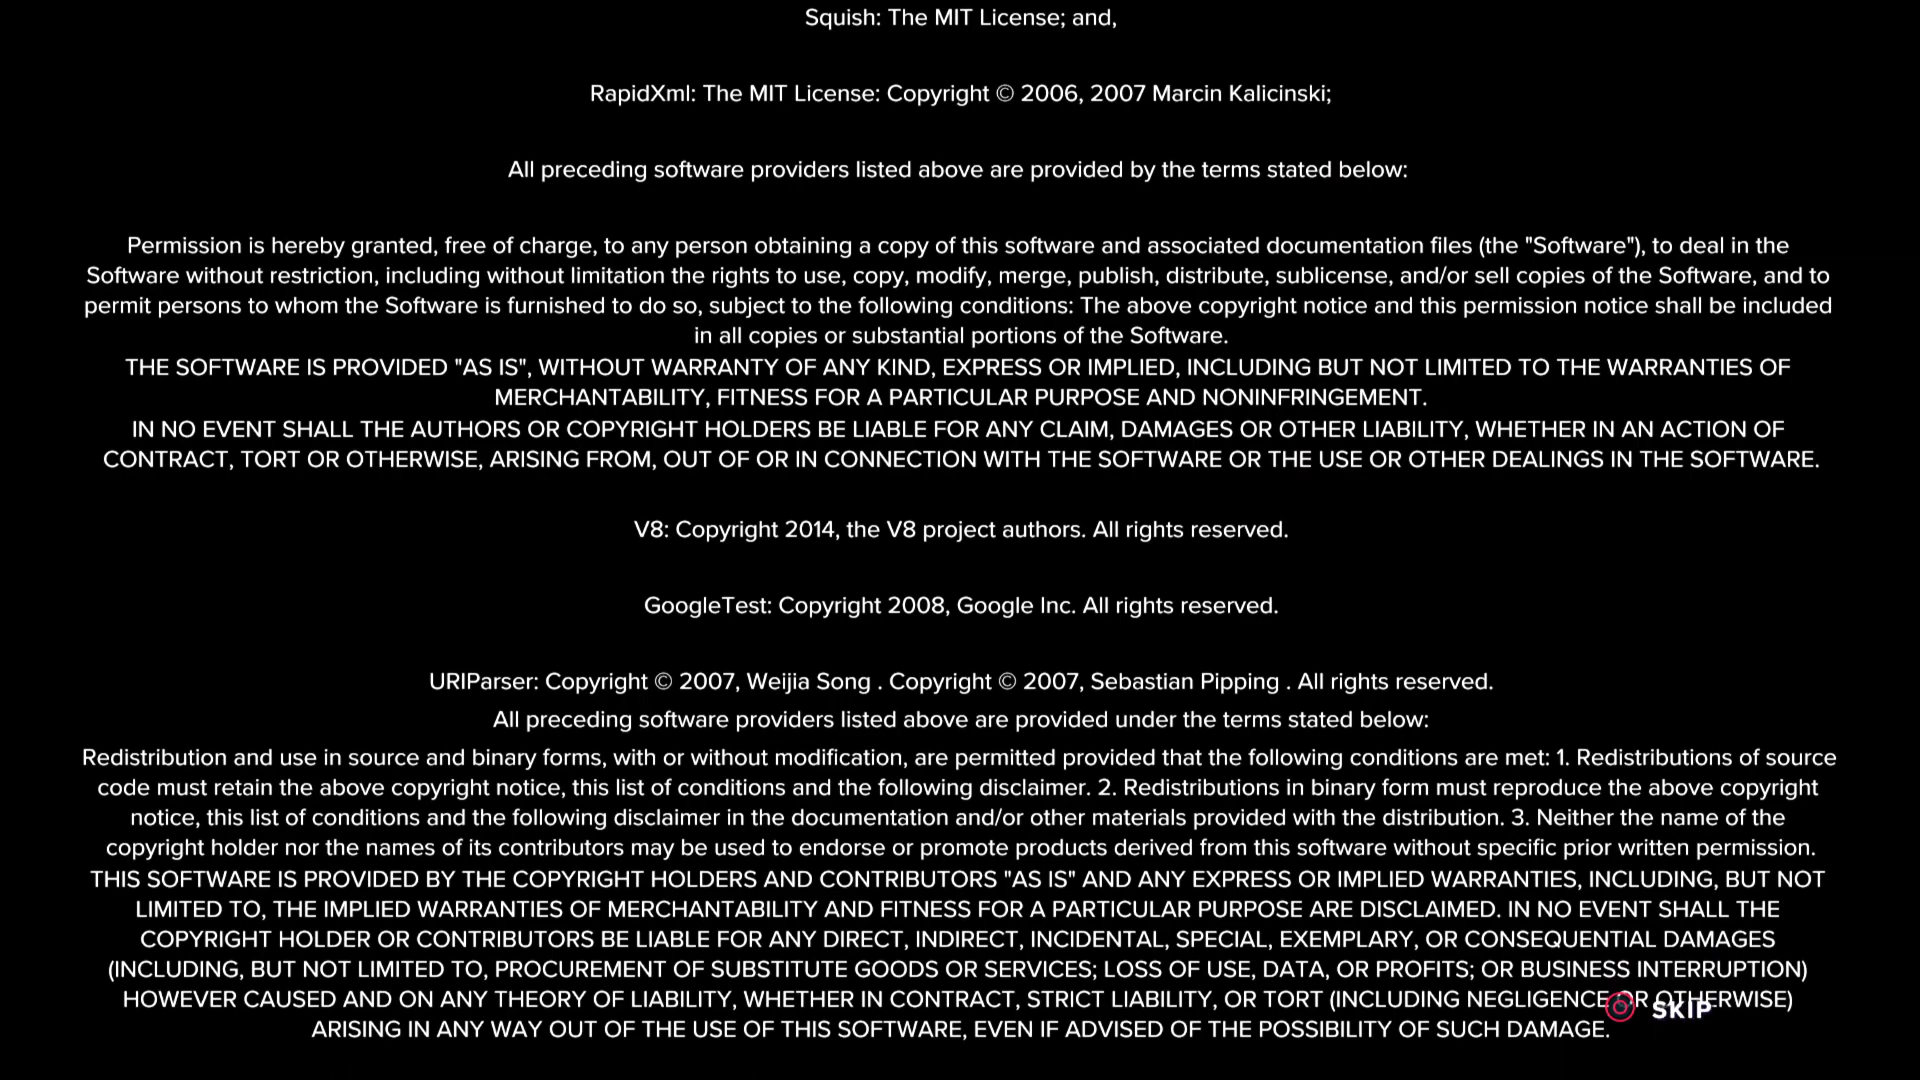 Squish: The MIT License; and,
RapidXml: The MIT License: Copyright © 2006, 2007 Marcin Kalicinski;
All preceding software providers listed above are provided by the terms stated below:
Permission is hereby granted, free of charge, to any person obtaining a copy of this software and associated documentation files (the "Software"), to deal in the
Software without restriction, including without limitation the rights to use, copy, modify, merge, publish, distribute, sublicense, and/or sell copies of the Software, and to
permit persons to whom the Software is furnished to do so, subject to the following conditions: The above copyright notice and this permission notice shall be included
in all copies or substantial portions of the Software.
THE SOFTWARE IS PROVIDED "AS IS", WITHOUT WARRANTY OF ANY KIND, EXPRESS OR IMPLIED, INCLUDING BUT NOT LIMITED TO THE WARRANTIES OF
MERCHANTABILITY, FITNESS FOR A PARTICULAR PURPOSE AND NONINFRINGEMENT.
IN NO EVENT SHALL THE AUTHORS OR COPYRIGHT HOLDERS BE LIABLE FOR ANY CLAIM, DAMAGES OR OTHER LIABILITY, WHETHER IN AN ACTION OF
CONTRACT, TORT OR OTHERWISE, ARISING FROM, OUT OF OR IN CONNECTION WITH THE SOFTWARE OR THE USE OR OTHER DEALINGS IN THE SOFTWARE.
V8: Copyright 2014, the V8 project authors. All rights reserved.
GoogleTest: Copyright 2008, Google Inc. All rights reserved.
URIParser: Copyright © 2007, Weijia Song . Copyright © 2007, Sebastian Pipping . All rights reserved.
All preceding software providers listed above are provided under the terms stated below:
Redistribution and use in source and binary forms, with or without modification, are permitted provided that the following conditions are met: 1. Redistributions of source
code must retain the above copyright notice, this list of conditions and the following disclaimer. 2. Redistributions in binary form must reproduce the above copyright
notice, this list of conditions and the following disclaimer in the documentation and/or other materials provided with the distribution. 3. Neither the name of the
copyright holder nor the names of its contributors may be used to endorse or promote products derived from this software without specific prior written permission.
THIS SOFTWARE IS PROVIDED BY THE COPYRIGHT HOLDERS AND CONTRIBUTORS "AS IS" AND ANY EXPRESS OR IMPLIED WARRANTIES, INCLUDING, BUT NOT
LIMITED TO, THE IMPLIED WARRANTIES OF MERCHANTABILITY AND FITNESS FOR A PARTICULAR PURPOSE ARE DISCLAIMED. IN NO EVENT SHALL THE
COPYRIGHT HOLDER OR CONTRIBUTORS BE LIABLE FOR ANY DIRECT, INDIRECT, INCIDENTAL, SPECIAL, EXEMPLARY, OR CONSEQUENTIAL DAMAGES
(INCLUDING, BUT NOT LIMITED TO, PROCUREMENT OF SUBSTITUTE GOODS OR SERVICES; LOSS OF USE, DATA, OR PROFITS; OR BUSINESS INTERRUPTION)
HOWEVER CAUSED AND ON ANY THEORY OF LIABILITY, WHETHER IN CONTRACT, STRICT LIABILITY, OR TORT (INCLUDING NEGLIGENCE OR OTHERWISE)
SKIP
ARISING IN ANY WAY OUT OF THE USE OF THIS SOFTWARE, EVEN IF ADVISED OF THE POSSIBILITY OF SUCH DAMAGE.